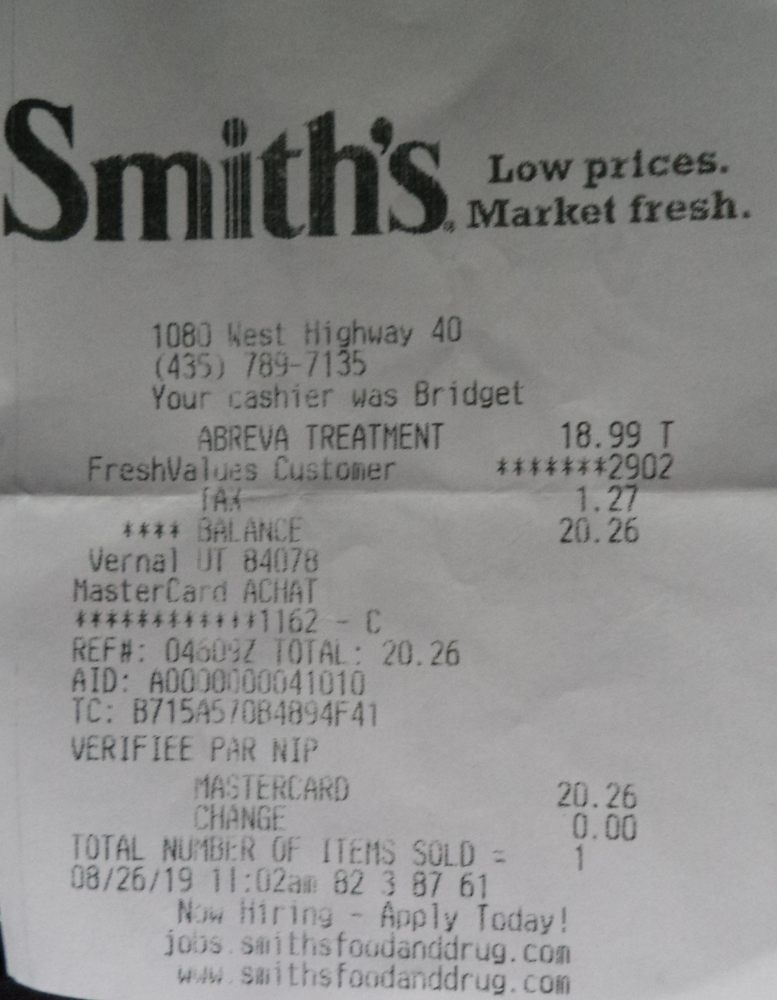 Smith's
Low prices.
Market fresh.
1080 West Highway 40
(435) 789-7135
Your cashier was Bridget
ABREVA TREATMENT 18.99 T
FreshValues Customer *******2902
TAX 1.27
**** BALANCE 20.26
Vernal UT 84078
MasterCard ACHAT
************1162 - C
REF#: 04609Z TOTAL: 20.26
AID: A0000000041010
TC: B715A570B4894F41
VERIFIEE PAR NIP
MASTERCARD 20.26
CHANGE 0.00
TOTAL NUMBER OF ITEMS SOLD = 1
08/26/19 11:02am 82 3 87 61
Now Hiring - Apply Today!
jobs.smithsfoodanddrug.com
www.smithsfoodanddrug.com